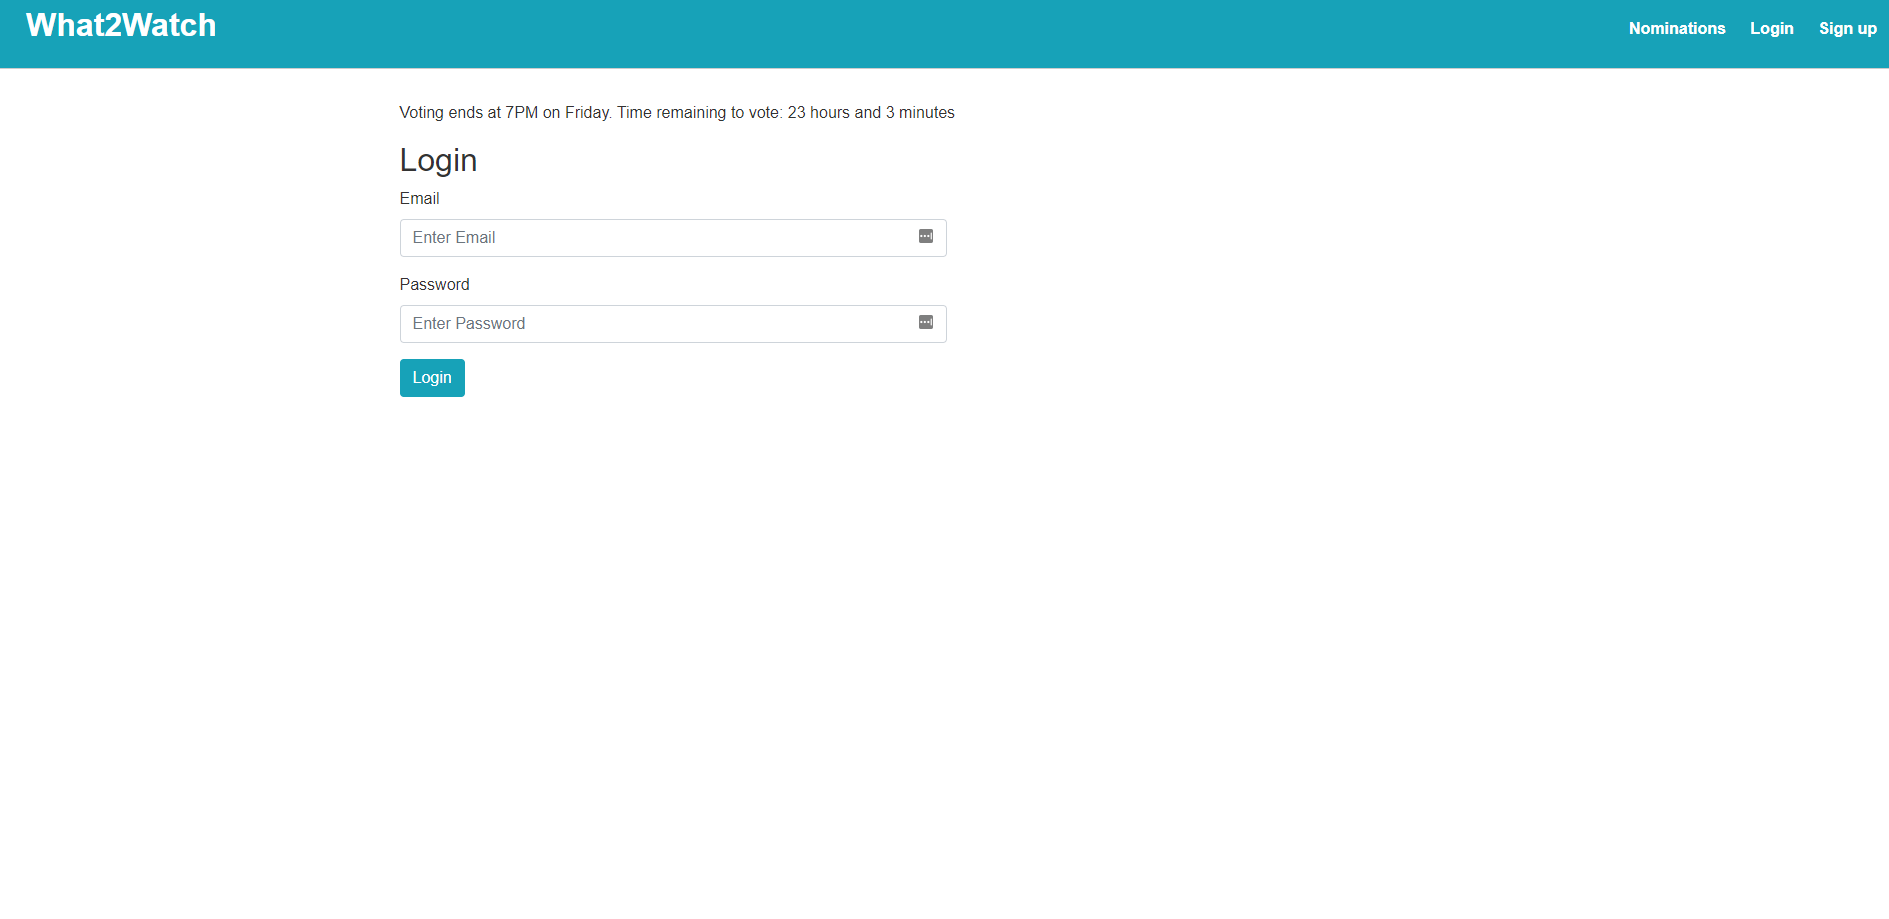 What2Watch
Nominations Login Sign up
Voting ends at 7PM on Friday. Time remaining to vote: 23 hours and 3 minutes
Login
Email
Enter Email
Password
Enter Password
Login